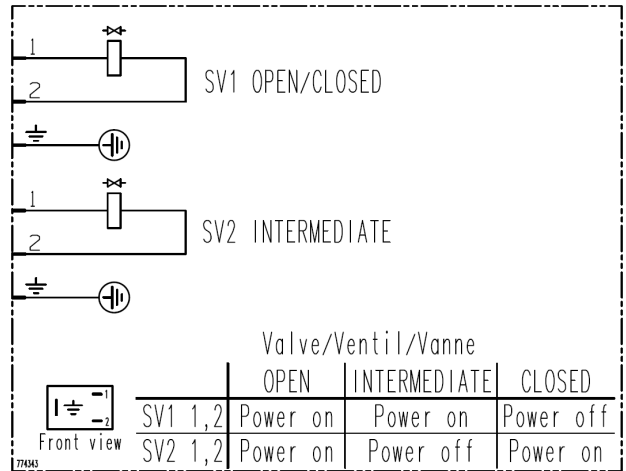 1
SV1 OPEN/CLOSED
2
1
SV2 INTERMEDIATE
2
Valve/Ventil/Vanne
OPEN INTERMEDIATE CLOSED
SV1 1,2 Power on Power on Power off
SV2 1,2 Power on Power off Power on
1
2
Front view
774343